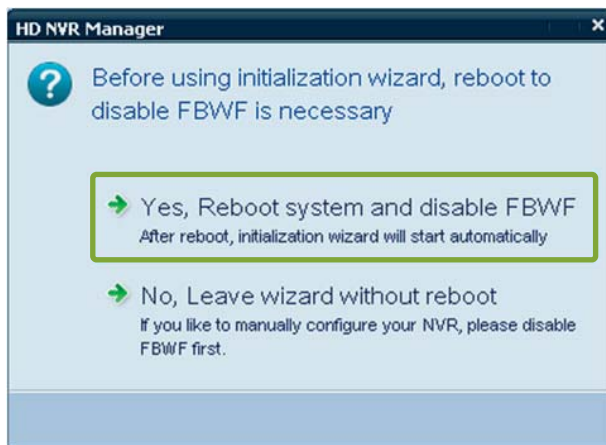 HD NVR Manager
Before using initialization wizard, reboot to
disable FBWF is necessary
Yes, Reboot system and disable FBWF
After reboot, initialization wizard will start automatically
No, Leave wizard without reboot
If you like to manually configure your NVR, please disable
FBWF first.